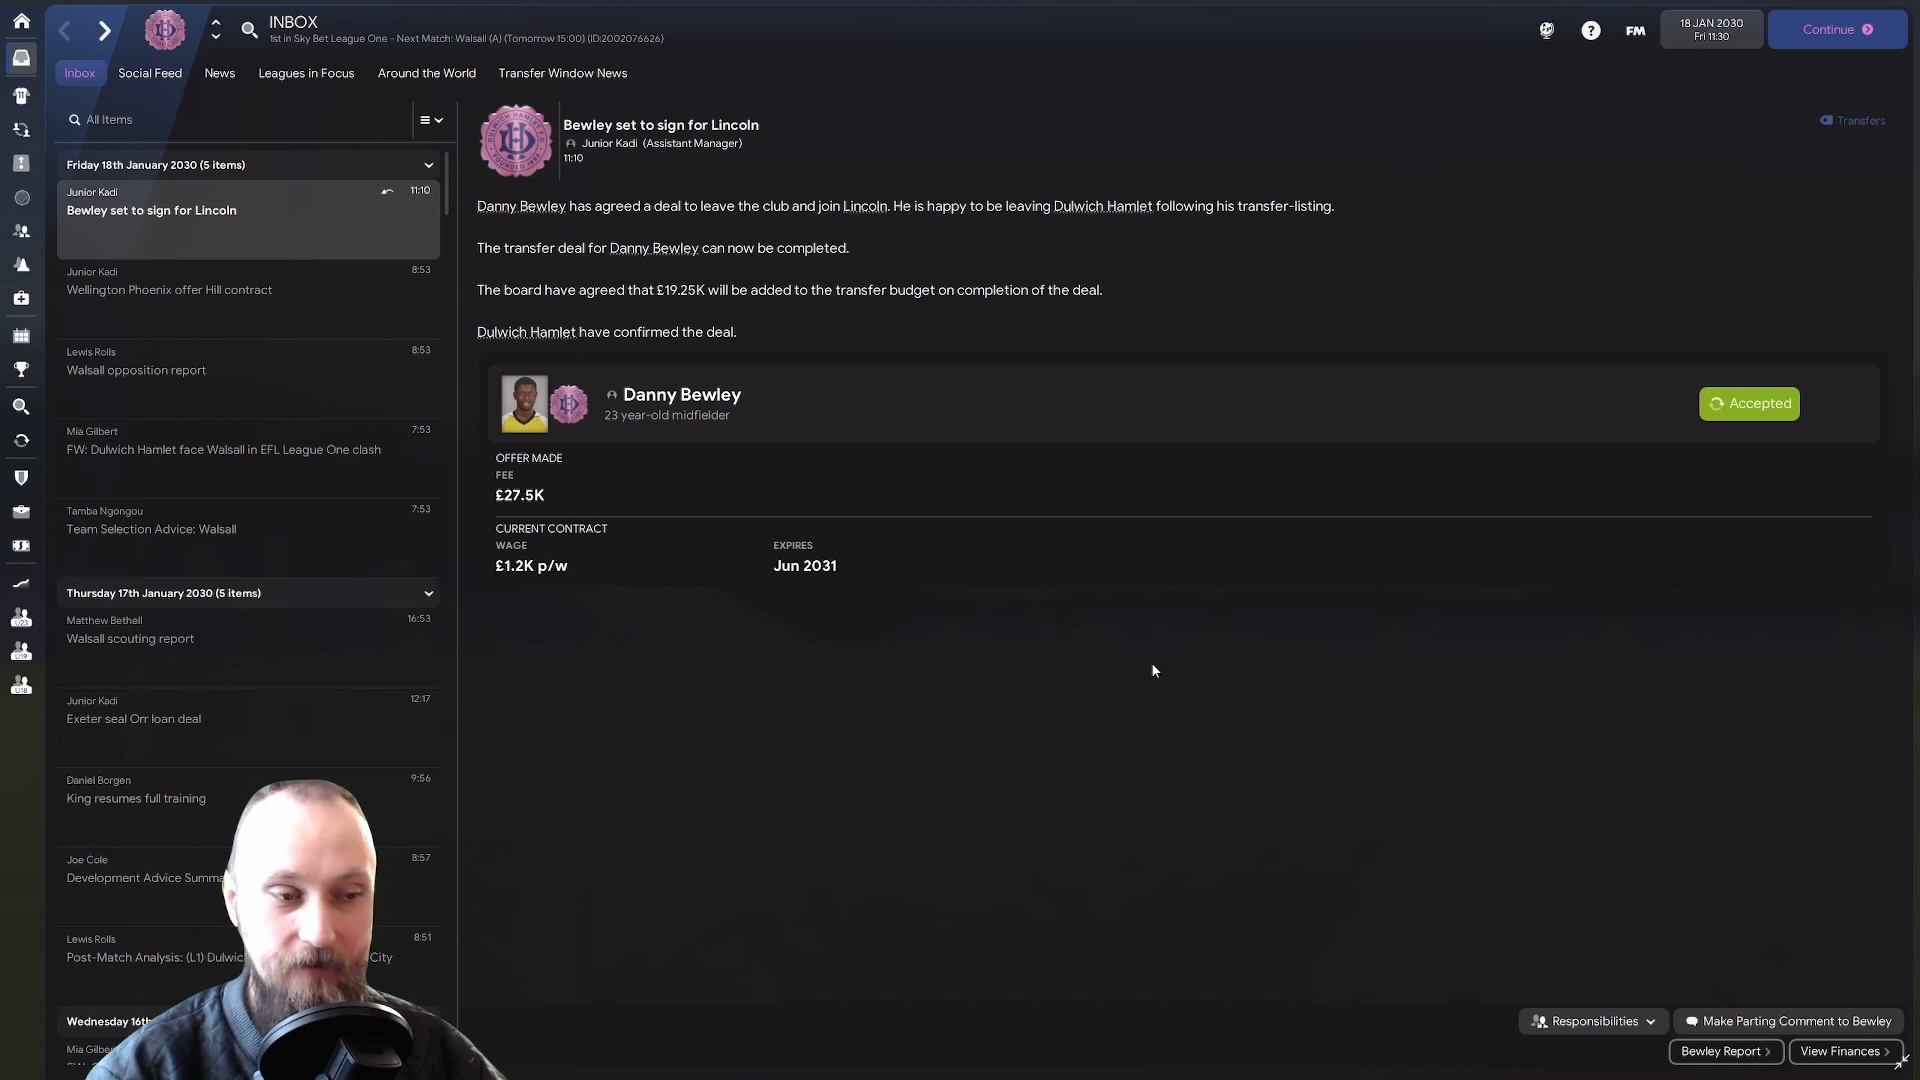 INBOX
1st in Sky Bet League One - Next Match: Walsall (A) (Tomorrow 15:00) (ID:2002076626)
FM
18 JAN 2030
Fri 11:30
Continue
Inbox
Social Feed
News
Leagues in Focus
Around the World
Transfer Window News
All Items
Friday 18th January 2030 (5 items)
Junior Kadi
11:10
Bewley set to sign for Lincoln
Junior Kadi
8:53
Wellington Phoenix offer Hill contract
Lewis Rolls
8:53
Walsall opposition report
Mia Gilbert
7:53
FW: Dulwich Hamlet face Walsall in EFL League One clash
Tamba Ngongou
7:53
Team Selection Advice: Walsall
Thursday 17th January 2030 (5 items)
Matthew Bethell
16:53
Walsall scouting report
Junior Kadi
12:17
Exeter seal Orr loan deal
Daniel Borgen
9:56
King resumes full training
Joe Cole
8:57
Development Advice Summa
Lewis Rolls
8:51
Post-Match Analysis: (L1) Dulwic
City
Wednesday 16th
Mia Gilber
U23
U19
U18
Bewley set to sign for Lincoln
Junior Kadi (Assistant Manager)
11:10
Transfers
Danny Bewley has agreed a deal to leave the club and join Lincoln. He is happy to be leaving Dulwich Hamlet following his transfer-listing.
The transfer deal for Danny Bewley can now be completed.
The board have agreed that £19.25K will be added to the transfer budget on completion of the deal.
Dulwich Hamlet have confirmed the deal.
Danny Bewley
23 year-old midfielder
Accepted
OFFER MADE
FEE
£27.5K
CURRENT CONTRACT
WAGE
EXPIRES
£1.2K p/w
Jun 2031
Responsibilities
Make Parting Comment to Bewley
Bewley Report
View Finances